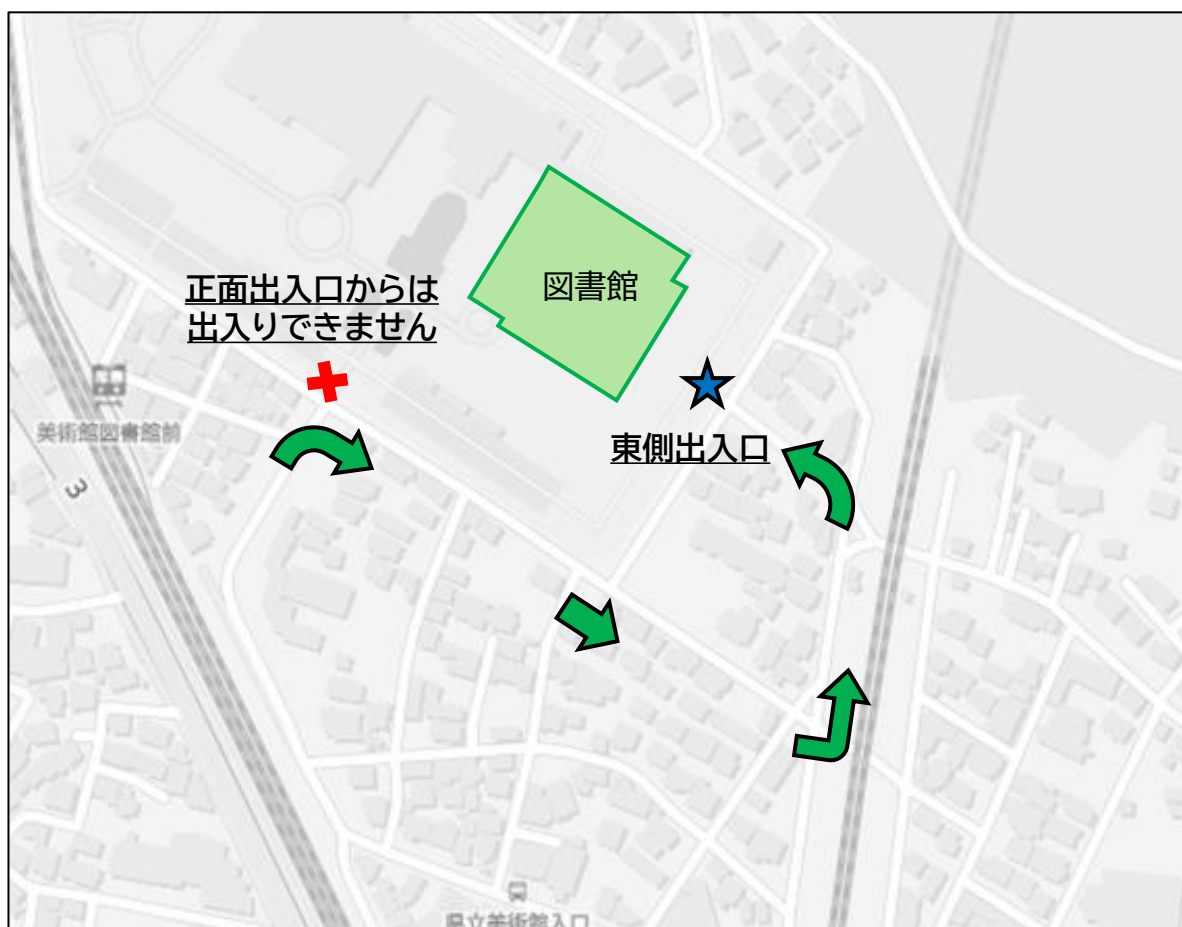 図書館
正面出入口からは
出入りできません
美術館図書館前
東側出入口
3
県立美術館入口